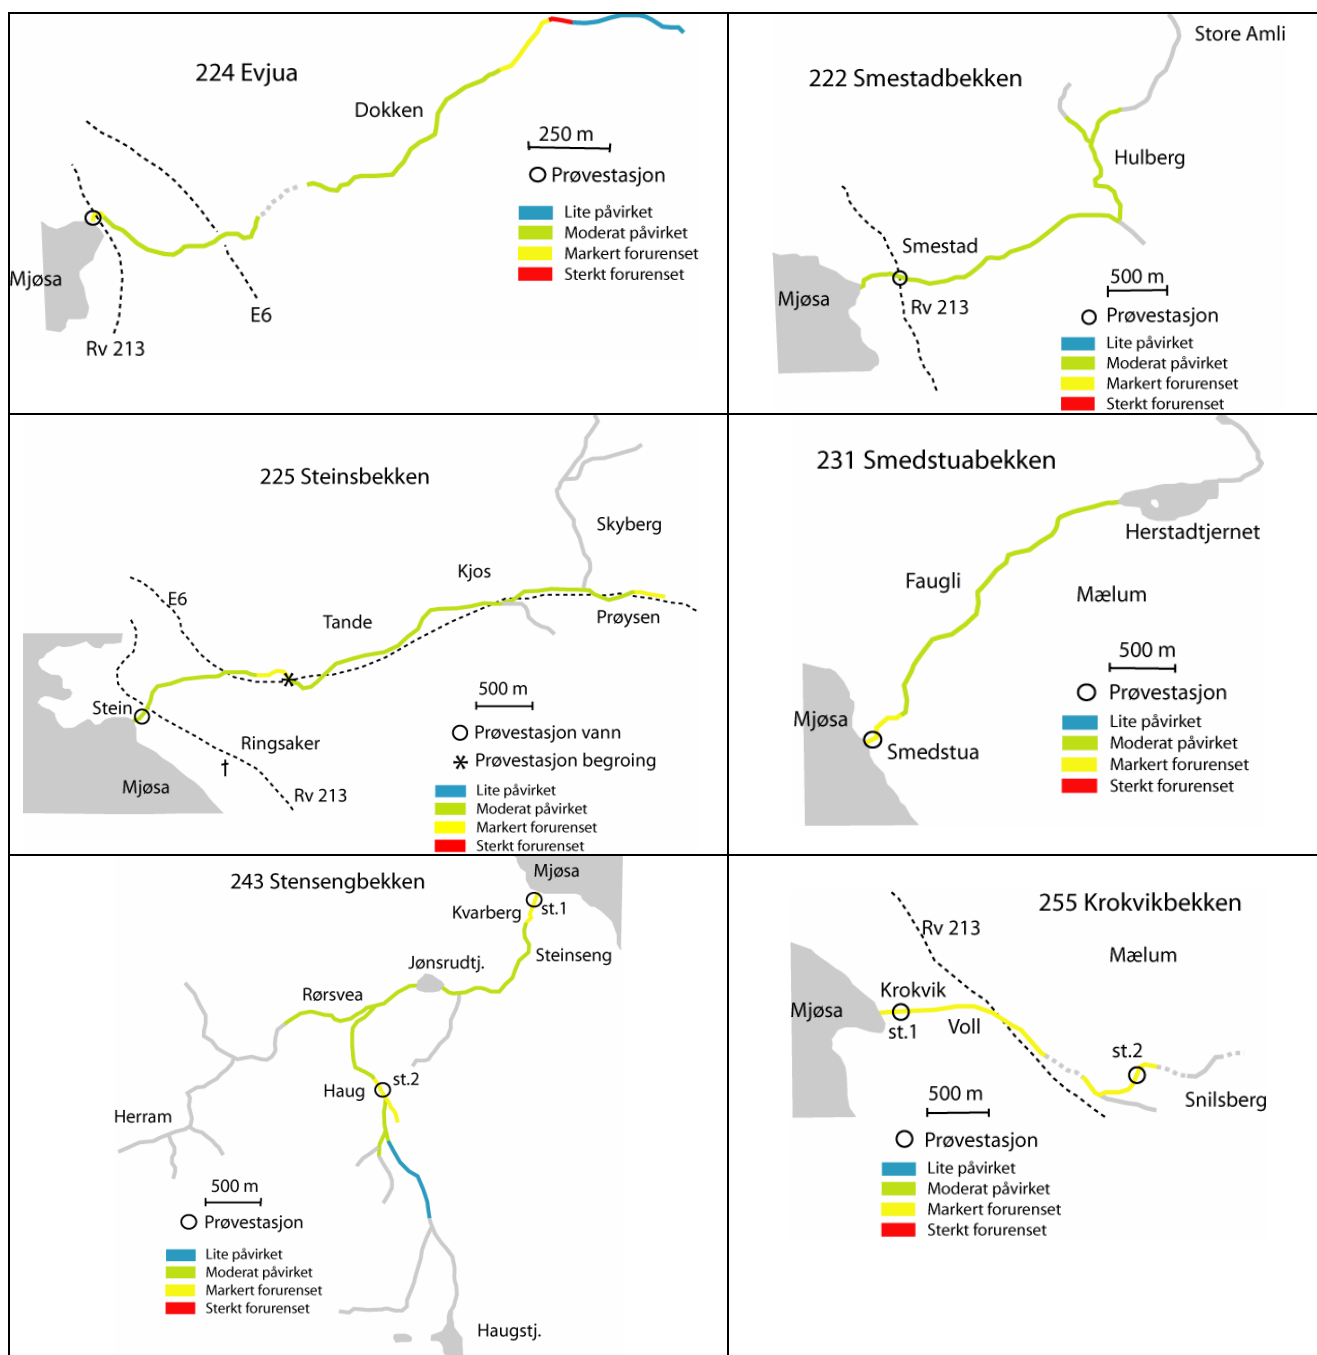 224 Evjua
Dokken
250 m
Prøvestasjon
Lite påvirket
Moderat påvirket
Markert forurenset
Sterkt forurenset
Mjøsa
E6
Rv 213
Store Amli
222 Smestadbekken
Hulberg
Smestad
500 m
Mjøsa
Rv 213
Prøvestasjon
Lite påvirket
Moderat påvirket
Markert forurenset
Sterkt forurenset
225 Steinsbekken
Skyberg
Kjos
E6
Tande
Prøysen
500 m
Stein
Prøvestasjon vann
Ringsaker
Prøvestasjon begroing
Mjøsa
Rv 213
Lite påvirket
Moderat påvirket
Markert forurenset
Sterkt forurenset
231 Smedstuabekken
Herstadtjernet
Faugli
Mælum
500 m
Prøvestasjon
Mjøsa
Smedstua
Lite påvirket
Moderat påvirket
Markert forurenset
Sterkt forurenset
243 Stensengbekken
Mjøsa
Kvarberg
st.1
Steinseng
Jønsrudtj.
Rørsvea
st.2
Haug
Herram
500 m
Prøvestasjon
Lite påvirket
Moderat påvirket
Markert forurenset
Sterkt forurenset
Haugstj.
255 Krokvikbekken
Rv 213
Mælum
Krokvik
Mjøsa
st.1
Voll
st.2
500 m
Snilsberg
Prøvestasjon
Lite påvirket
Moderat påvirket
Markert forurenset
Sterkt forurenset